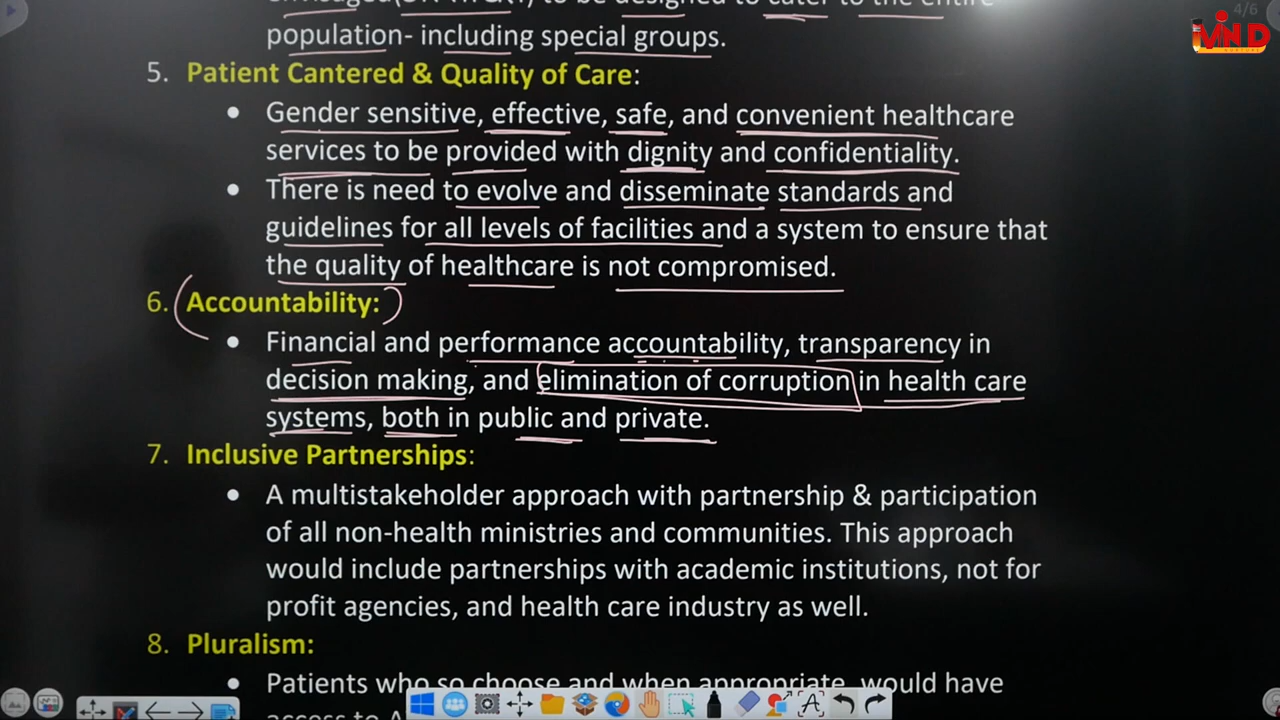 population- including special groups.
4/6
MIND
5. Patient Cantered & Quality of Care:
• Gender sensitive, effective, safe, and convenient healthcare
services to be provided with dignity and confidentiality.
• There is need to evolve and disseminate standards and
guidelines for all levels of facilities and a system to ensure that
the quality of healthcare is not compromised.
6. Accountability:
• Financial and performance accountability, transparency in
decision making, and elimination of corruption in health care
systems, both in public and private.
7. Inclusive Partnerships:
• A multistakeholder approach with partnership & participation
of all non-health ministries and communities. This approach
would include partnerships with academic institutions, not for
profit agencies, and health care industry as well.
8. Pluralism:
• Patients who so choose and when appropriate, would have
access to